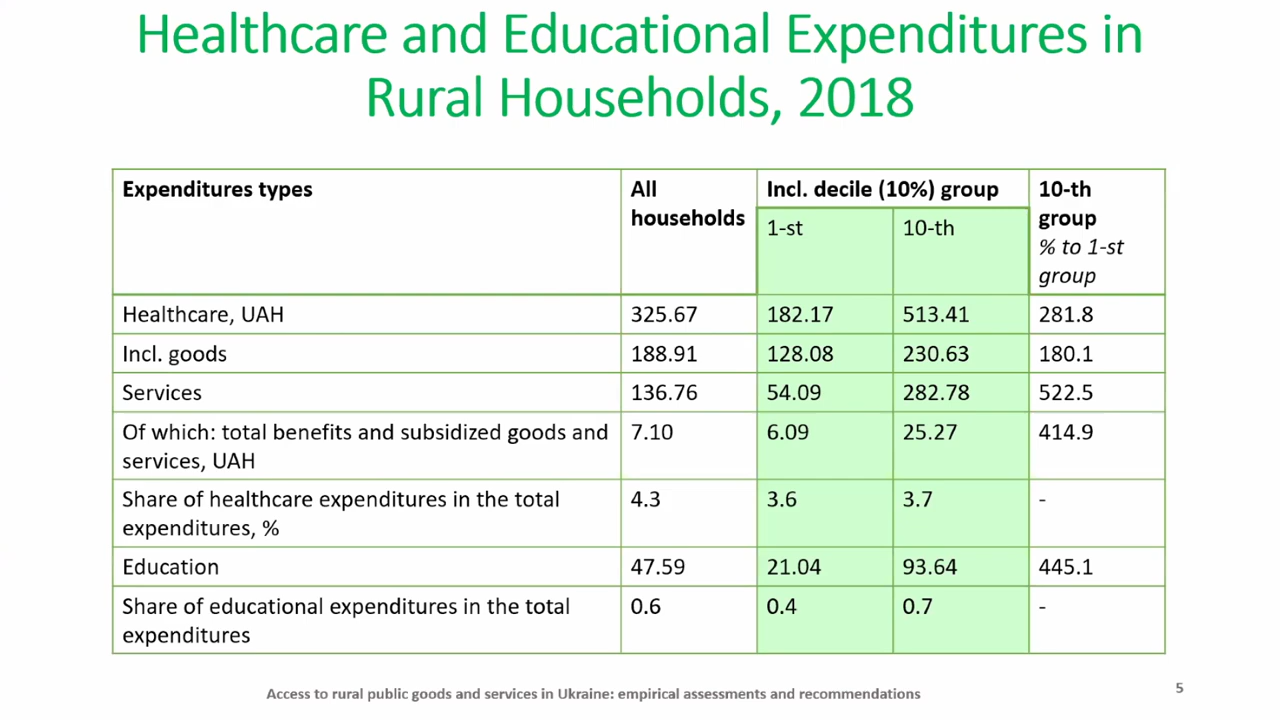 Healthcare and Educational Expenditures in
Rural Households, 2018
Expenditures types
All
households
Incl. decile (10%) group
1-st
10-th
10-th
group
% to 1-st
group
Healthcare, UAH
325.67
182.17
513.41
281.8
Incl. goods
188.91
128.08
230.63
180.1
Services
136.76
54.09
282.78
522.5
Of which: total benefits and subsidized goods and
services, UAH
7.10
6.09
25.27
414.9
Share of healthcare expenditures in the total
expenditures, %
4.3
3.6
3.7
-
Education
47.59
21.04
93.64
445.1
Share of educational expenditures in the total
expenditures
0.6
0.4
0.7
-
Access to rural public goods and services in Ukraine: empirical assessments and recommendations
5